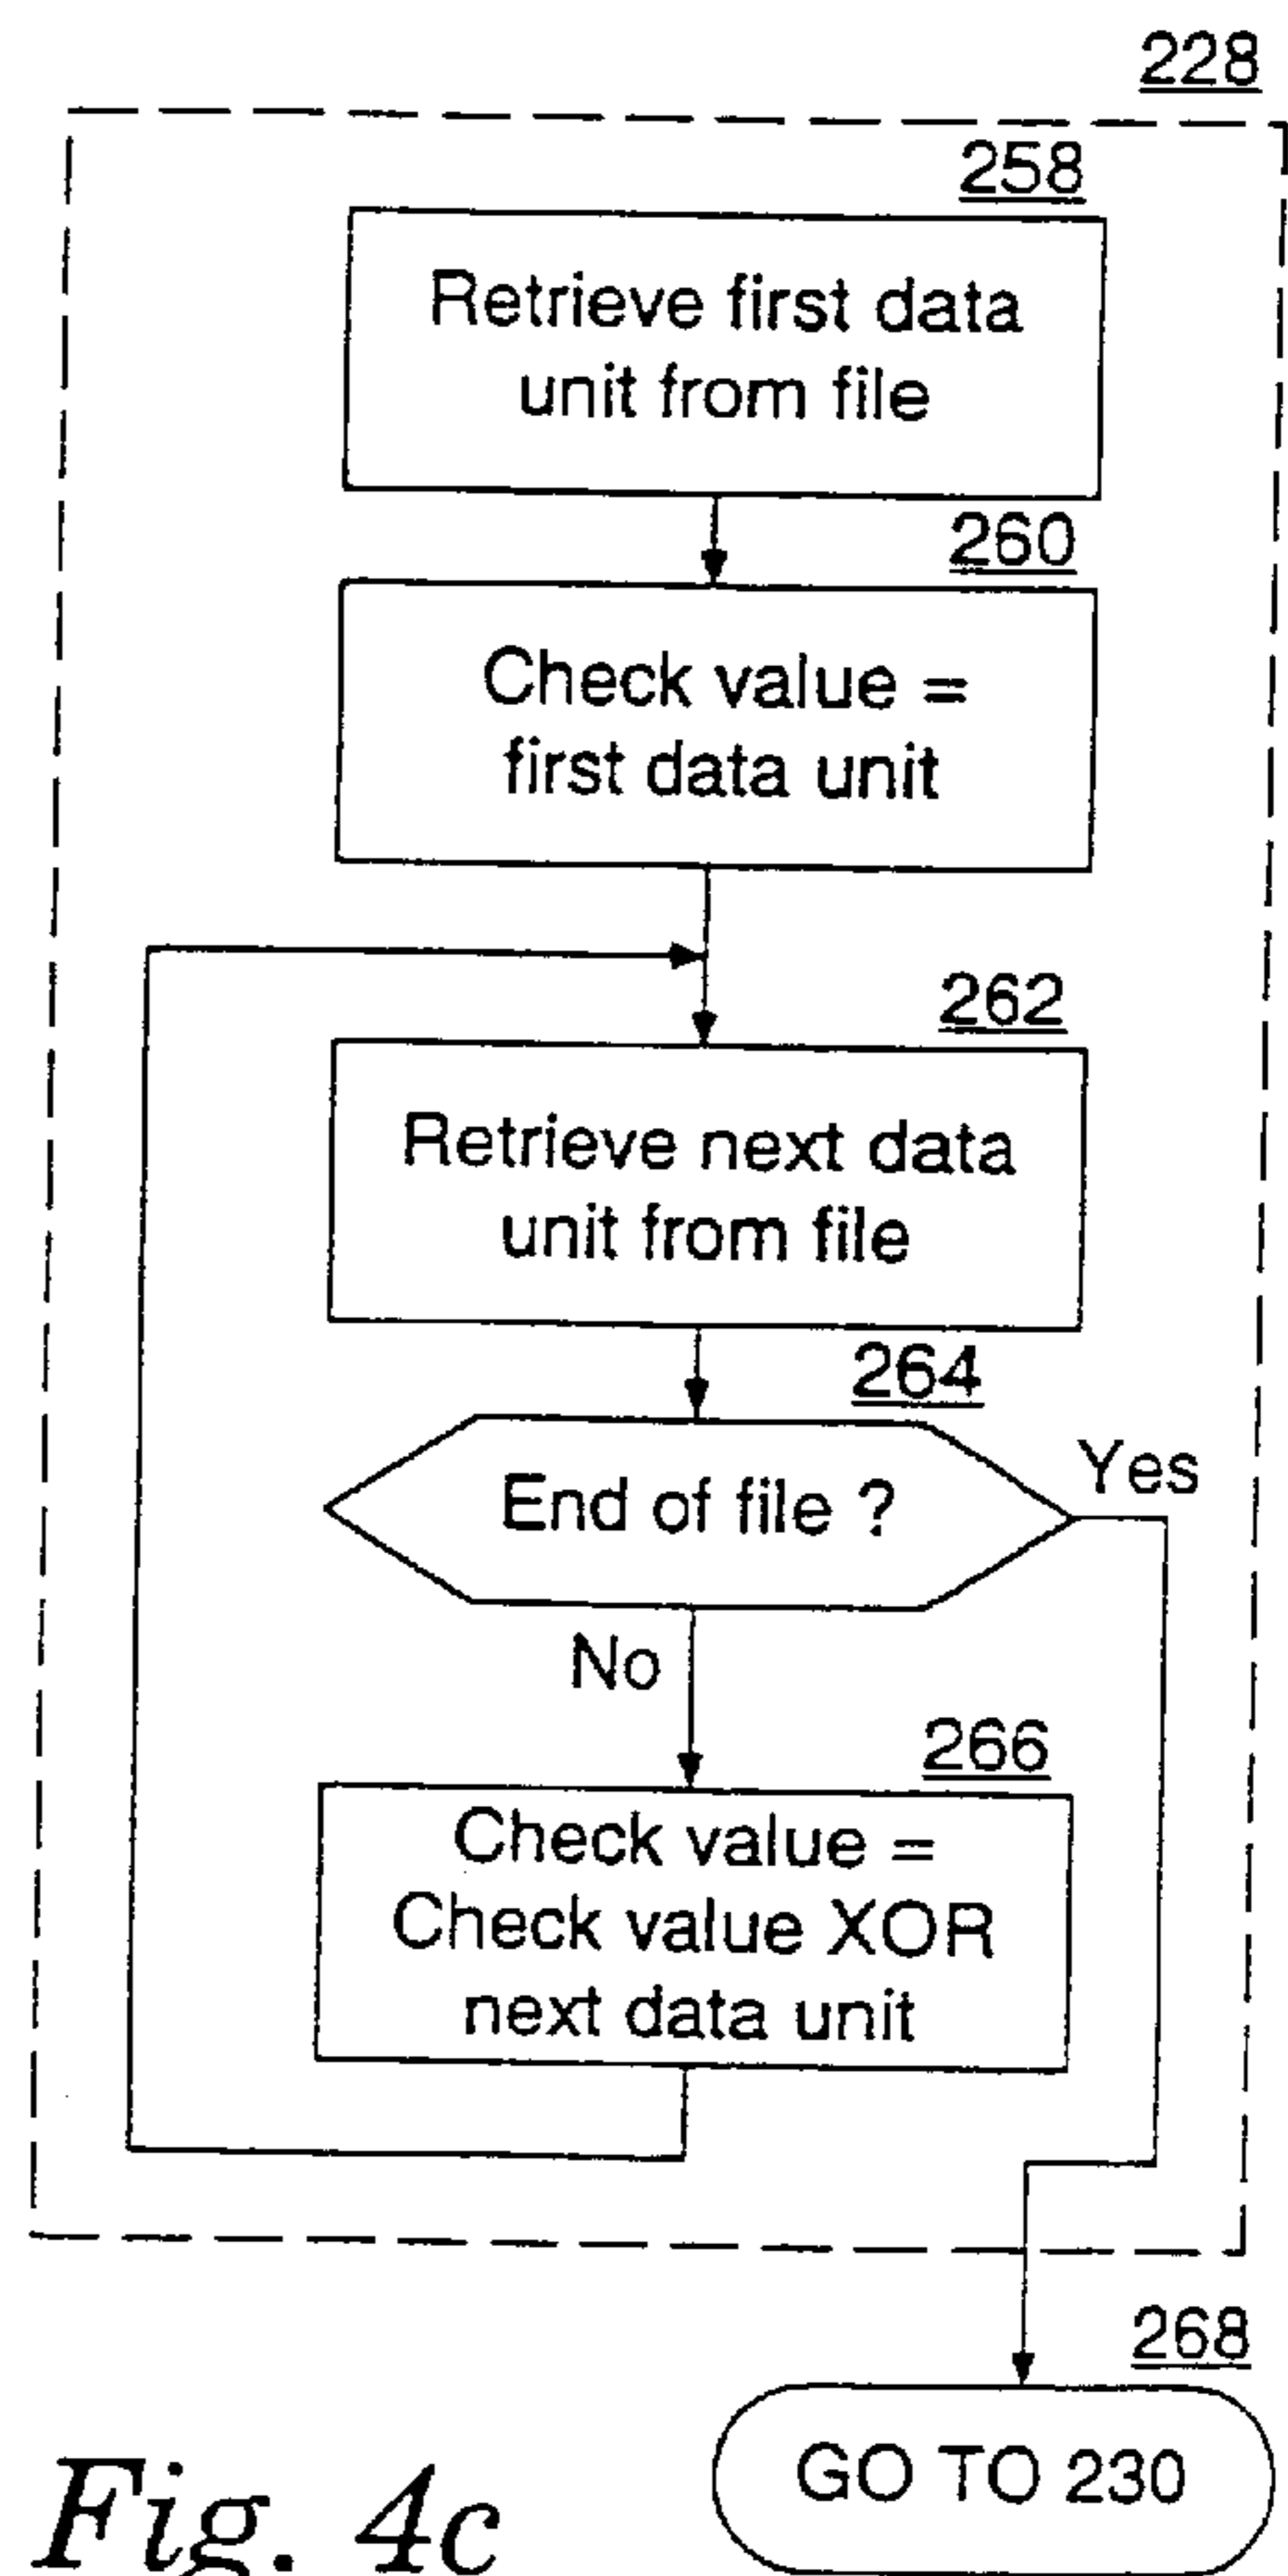 228
258
Retrieve first data
unit from file
260
Check value =
first data unit
262
Retrieve next data
unit from file
264
End of file ?
Yes
No
266
Check value =
Check value XOR
next data unit
268
GO TO 230
Fig. 4c